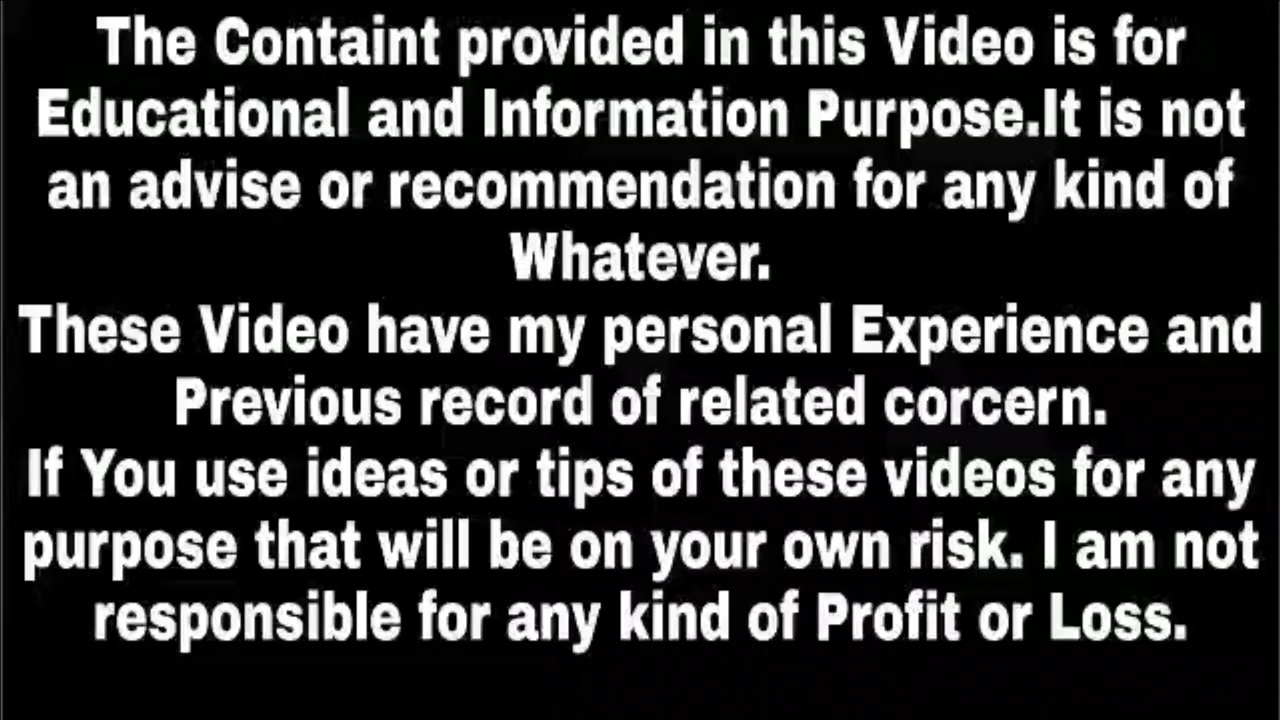 The Containt provided in this Video is for
Educational and Information Purpose.It is not
an advise or recommendation for any kind of
Whatever.
These Video have my personal Experience and
Previous record of related corcern.
If You use ideas or tips of these videos for any
purpose that will be on your own risk. I am not
responsible for any kind of Profit or Loss.